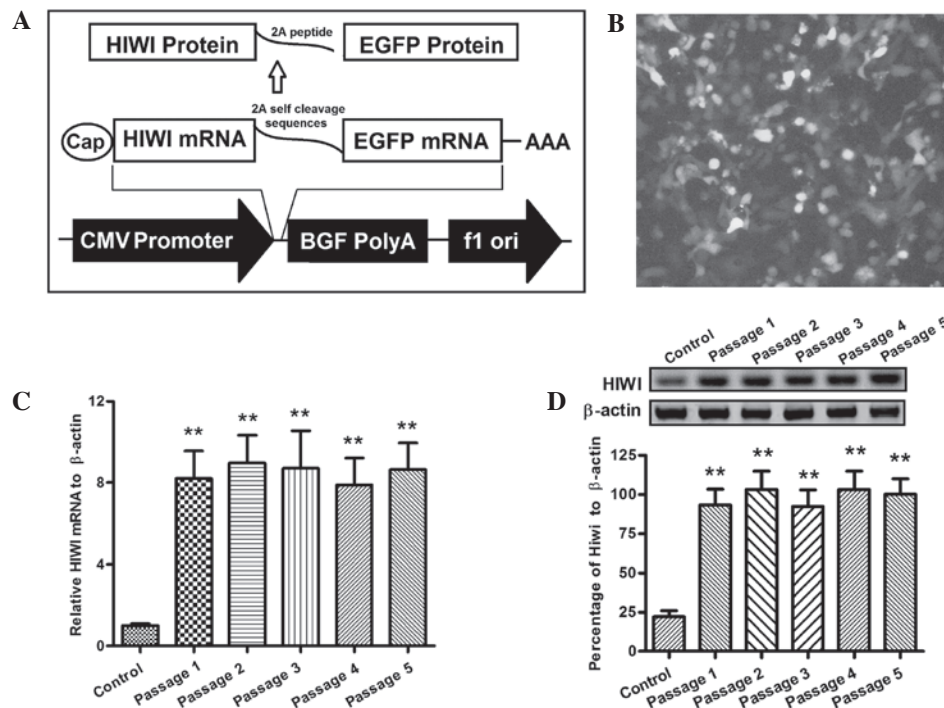 A
HIWI Protein
2A peptide
EGFP Protein
2A self cleavage
sequences
Cap
HIWI mRNA
EGFP mRNA
AAA
CMV Promoter
BGF PolyA
f1 ori
B
C
Relative HIWI mRNA to β-actin
12
**
**
**
**
**
8
4
0
Control
Passage 1
Passage 2
Passage 3
Passage 4
Passage 5
D
Control
Passage 1
Passage 2
Passage 3
Passage 4
Passage 5
HIWI
β-actin
Percentage of Hiwi to β-actin
125
**
**
**
**
**
100
75
50
25
0
Control
Passage 1
Passage 2
Passage 3
Passage 4
Passage 5